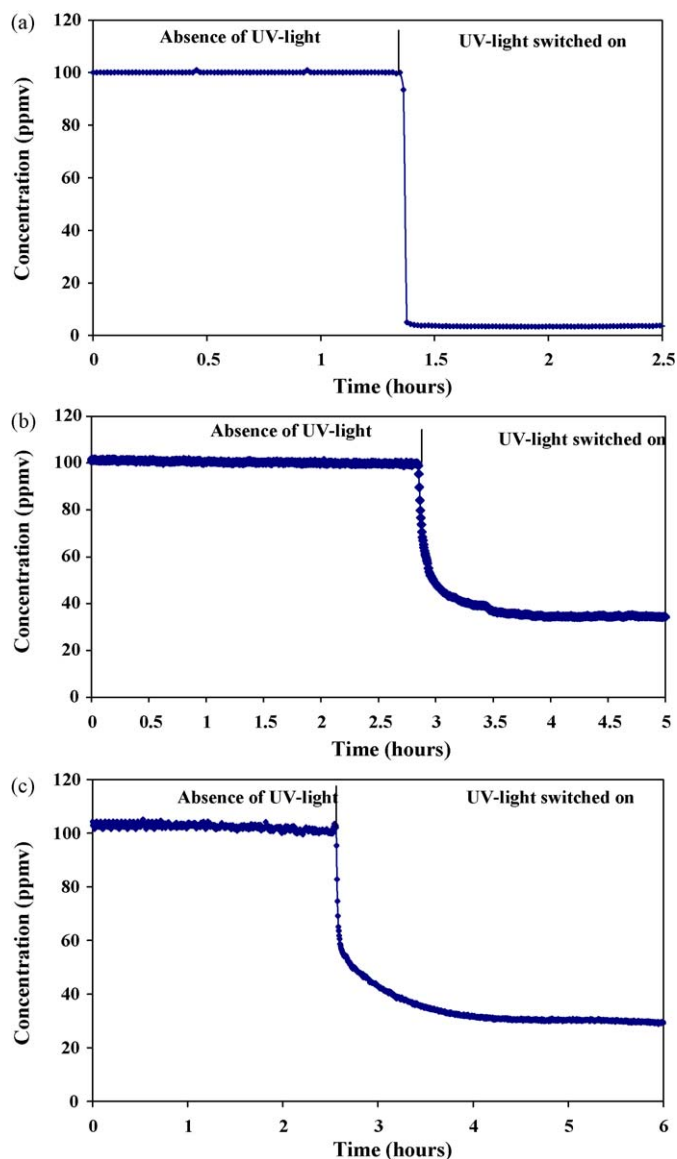 (a)
120
Absence of UV-light
UV-light switched on
100
80
60
40
20
0
Concentration (ppmv)
0 0.5 1 1.5 2 2.5
Time (hours)
(b)
120
Absence of UV-light
UV-light switched on
100
80
60
40
20
0
Concentration (ppmv)
0 0.5 1 1.5 2 2.5 3 3.5 4 4.5 5
Time (hours)
(c)
120
Absence of UV-light
UV-light switched on
100
80
60
40
20
0
Concentration (ppmv)
0 1 2 3 4 5 6
Time (hours)